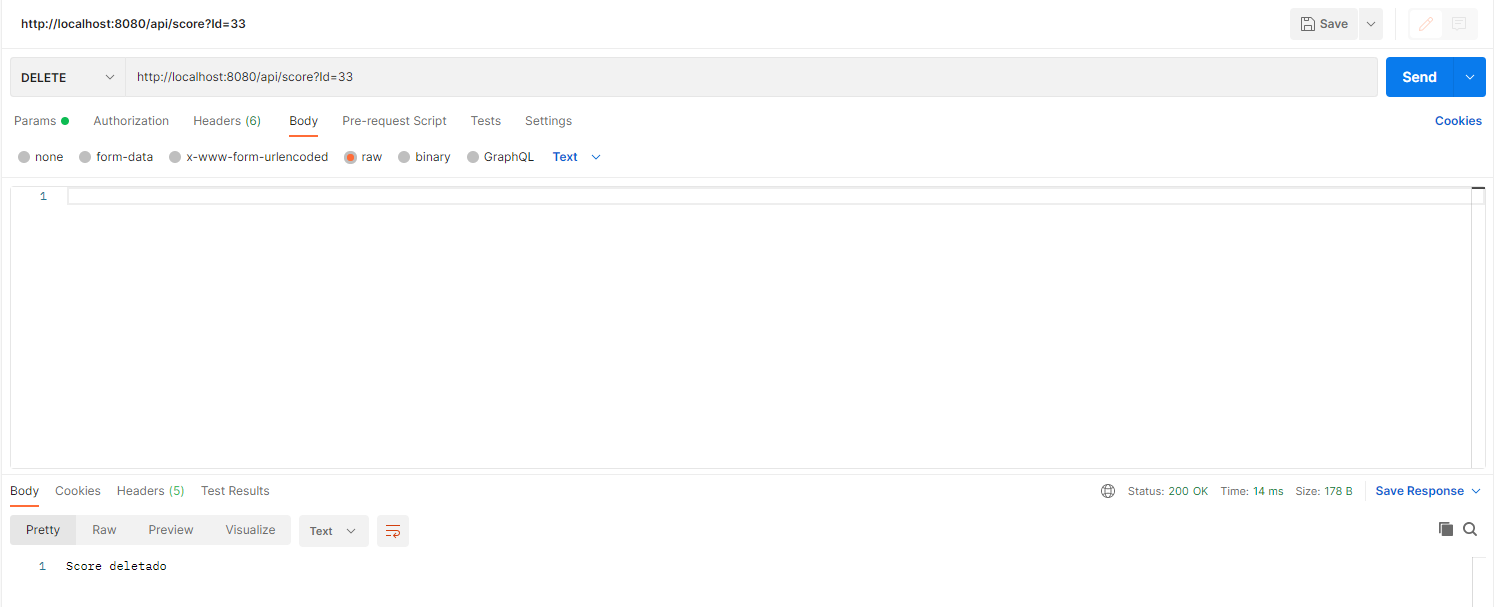 http://localhost:8080/api/score?Id=33 Save
DELETE http://localhost:8080/api/score?Id=33 Send
Params Authorization Headers (6) Body Pre-request Script Tests Settings Cookies
none form-data x-www-form-urlencoded raw binary GraphQL Text
1
Body Cookies Headers (5) Test Results Status: 200 OK Time: 14 ms Size: 178 B Save Response
Pretty Raw Preview Visualize Text
1 Score deletado